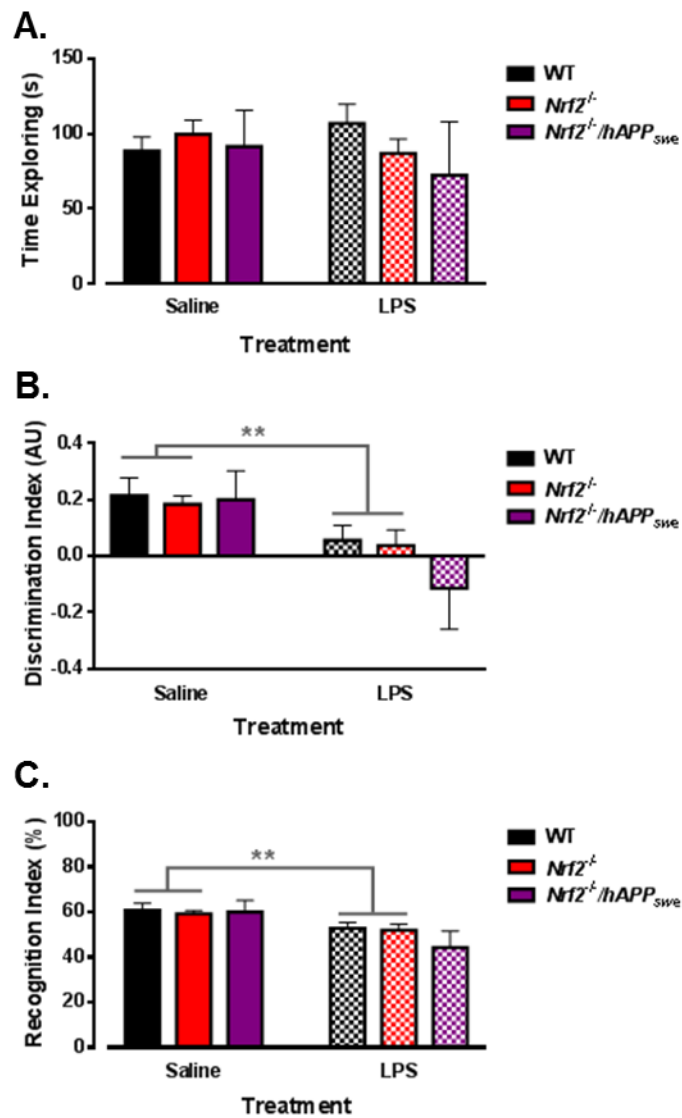 A.
Time Exploring (s)
150
100
50
0
Saline
LPS
Treatment
WT
Nrf2⁻/⁻
Nrf2⁻/⁻/hAPPswe
B.
Discrimination Index (AU)
0.4
0.2
0.0
-0.2
-0.4
**
Saline
LPS
Treatment
WT
Nrf2⁻/⁻
Nrf2⁻/⁻/hAPPswe
C.
Recognition Index (%)
100
80
60
40
20
0
**
Saline
LPS
Treatment
WT
Nrf2⁻/⁻
Nrf2⁻/⁻/hAPPswe